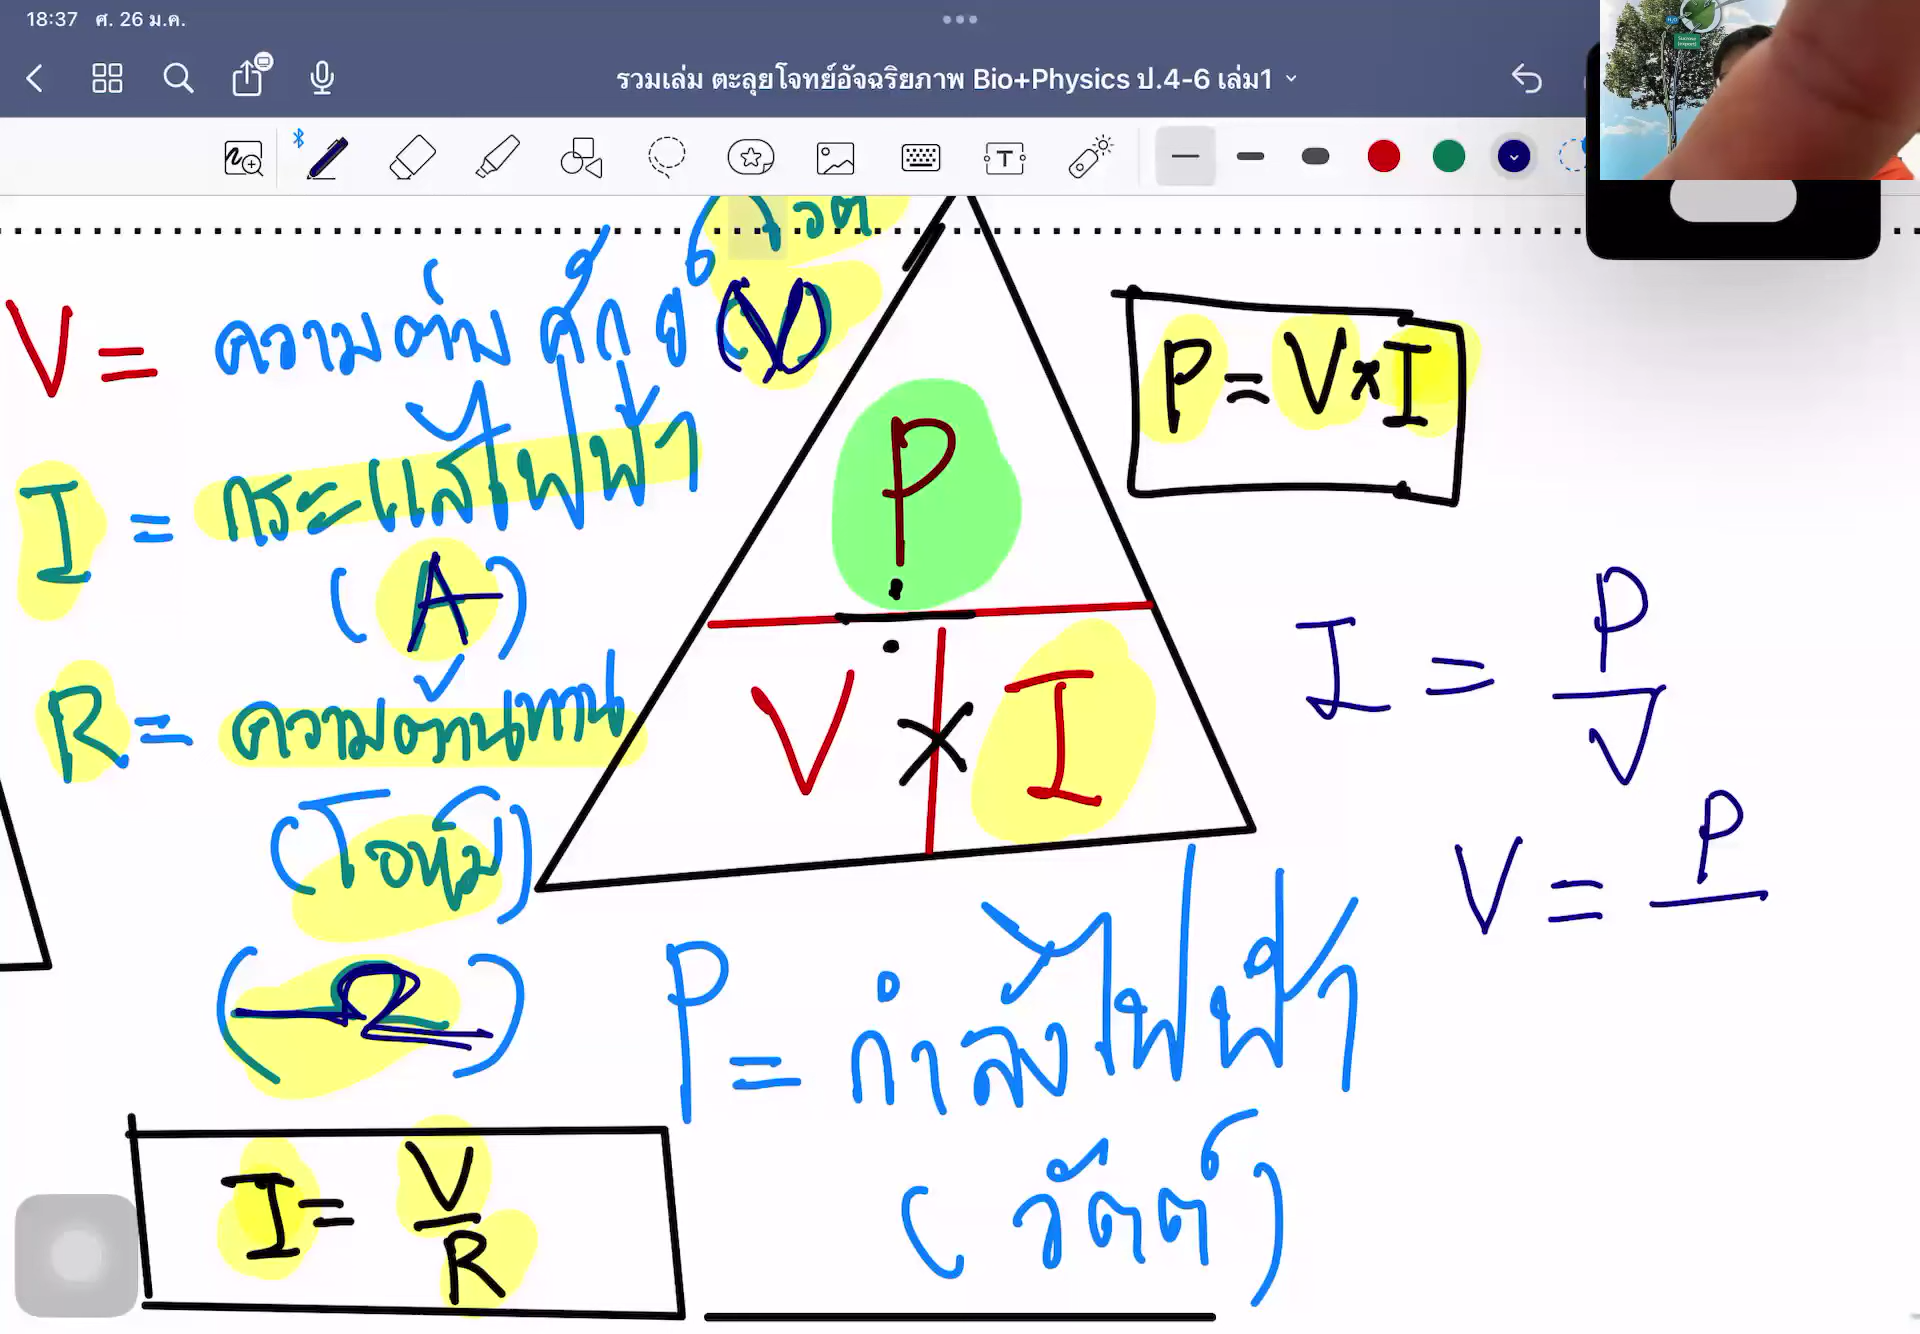 18:37 ศ. 26 ม.ค.
รวมเล่ม ตะลุยโจทย์อัจฉริยภาพ Bio+Physics ป.4-6 เล่ม1
V = ความต่างศักย์
(V)
P = V × I
I = กระแสไฟฟ้า
(A)
P
V × I
I = P
V
R = ความต้านทาน
(โอห์ม)
(Ω)
V = P
P = กำลังไฟฟ้า
(วัตต์)
I = V
R